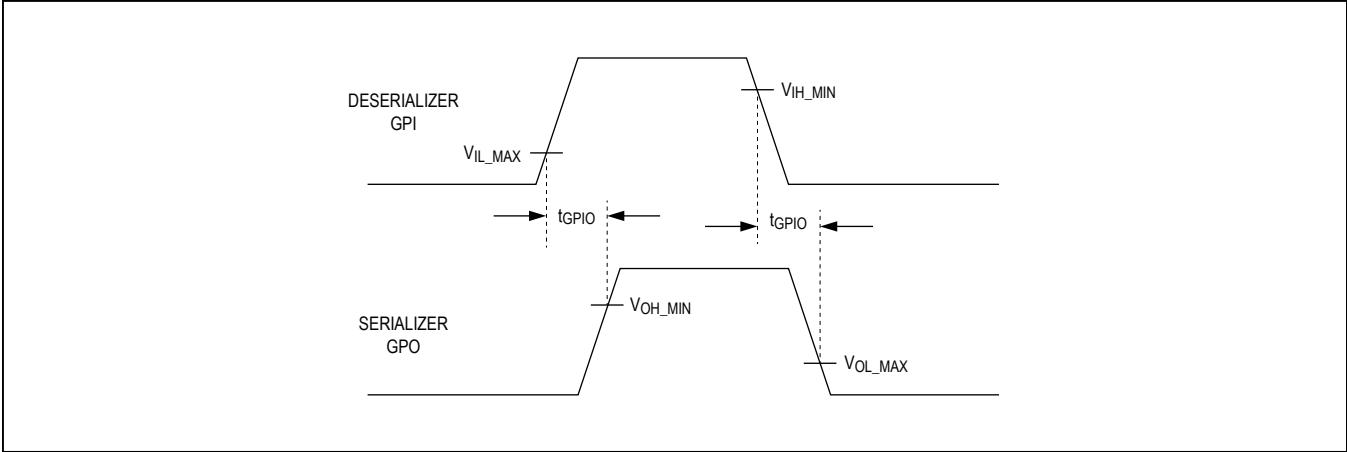 DESERIALIZER
GPI
VIH_MIN
VIL_MAX
tGPIO
tGPIO
SERIALIZER
GPO
VOH_MIN
VOL_MAX